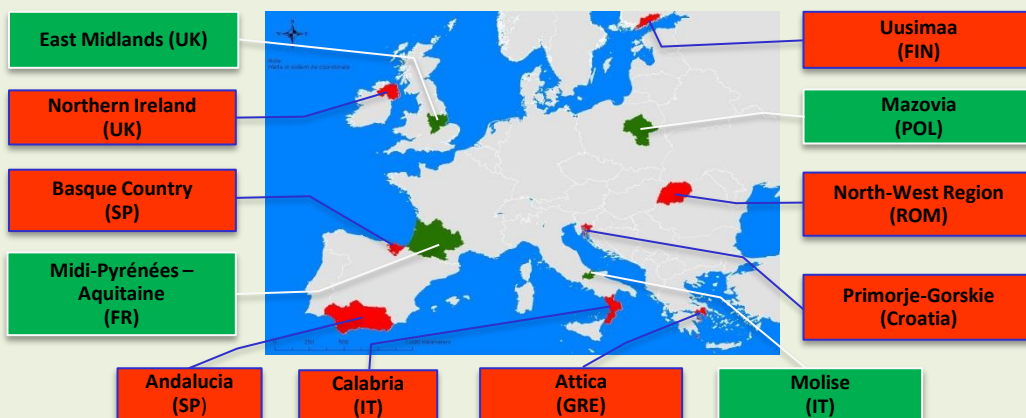 East Midlands (UK)
Northern Ireland
(UK)
Basque Country
(SP)
Midi-Pyrénées –
Aquitaine
(FR)
Andalucia
(SP)
Calabria
(IT)
Attica
(GRE)
Molise
(IT)
Uusimaa
(FIN)
Mazovia
(POL)
North-West Region
(ROM)
Primorje-Gorskie
(Croatia)